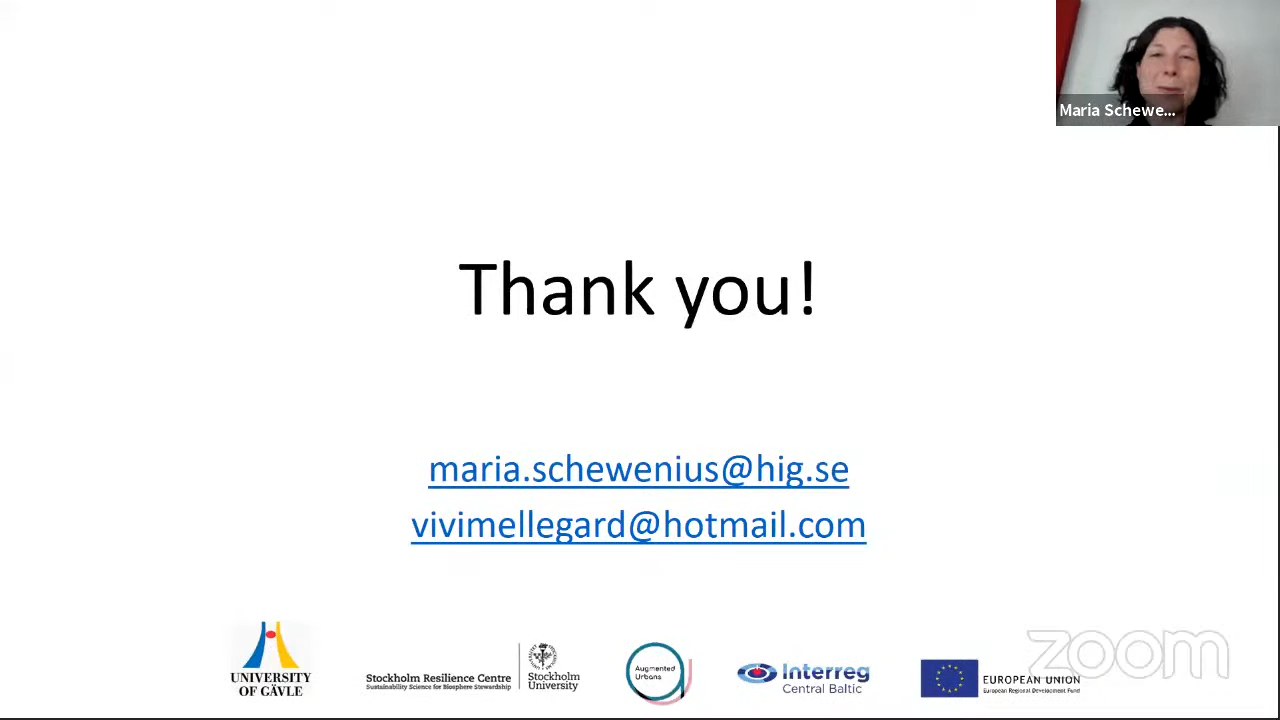 Maria Schewe...
Thank you!
maria.schewenius@hig.se
vivimellegard@hotmail.com
UNIVERSITY
OF GÄVLE
Stockholm Resilience Centre
Sustainability Science for Biosphere Stewardship
Stockholm
University
Augmented
Urbans
Interreg
Central Baltic
EUROPEAN UNION
European Regional Development Fund
zoom